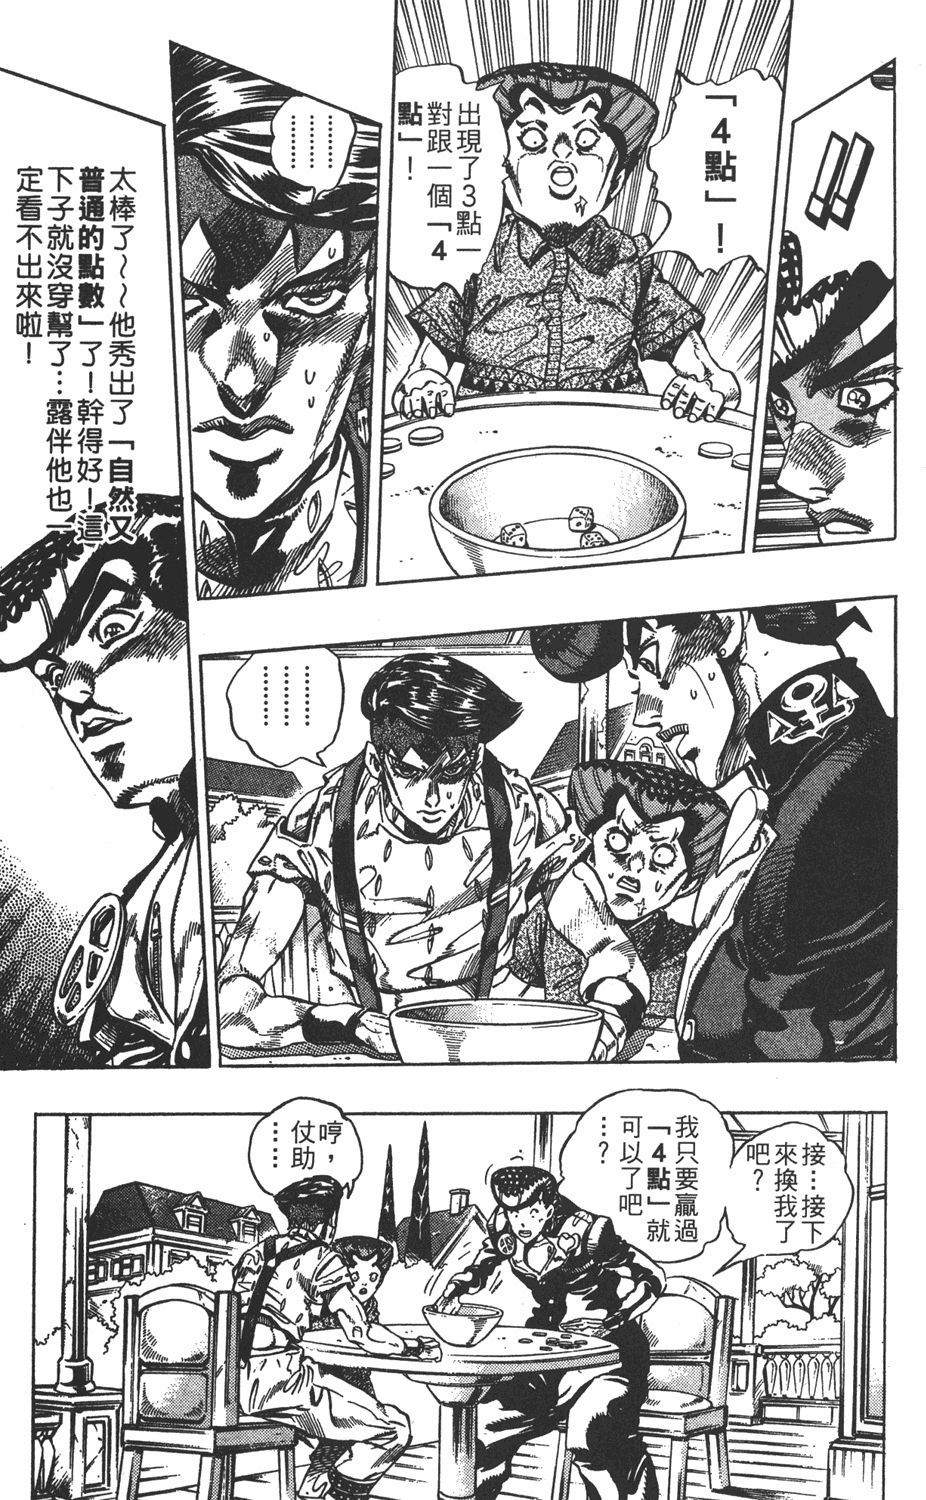 !!
「4點」!
出現了3點一
對跟一個「4
點」!
…………
…………
太棒了～～他秀出了「自然又
普通的點數」了!幹得好!這
下子就沒穿幫了…露伴他也一
定看不出來啦!
…………
…………
接…接下
來換我了
吧?
我只要贏過
「4點」就
可以了吧
…?
哼,
仗助
……